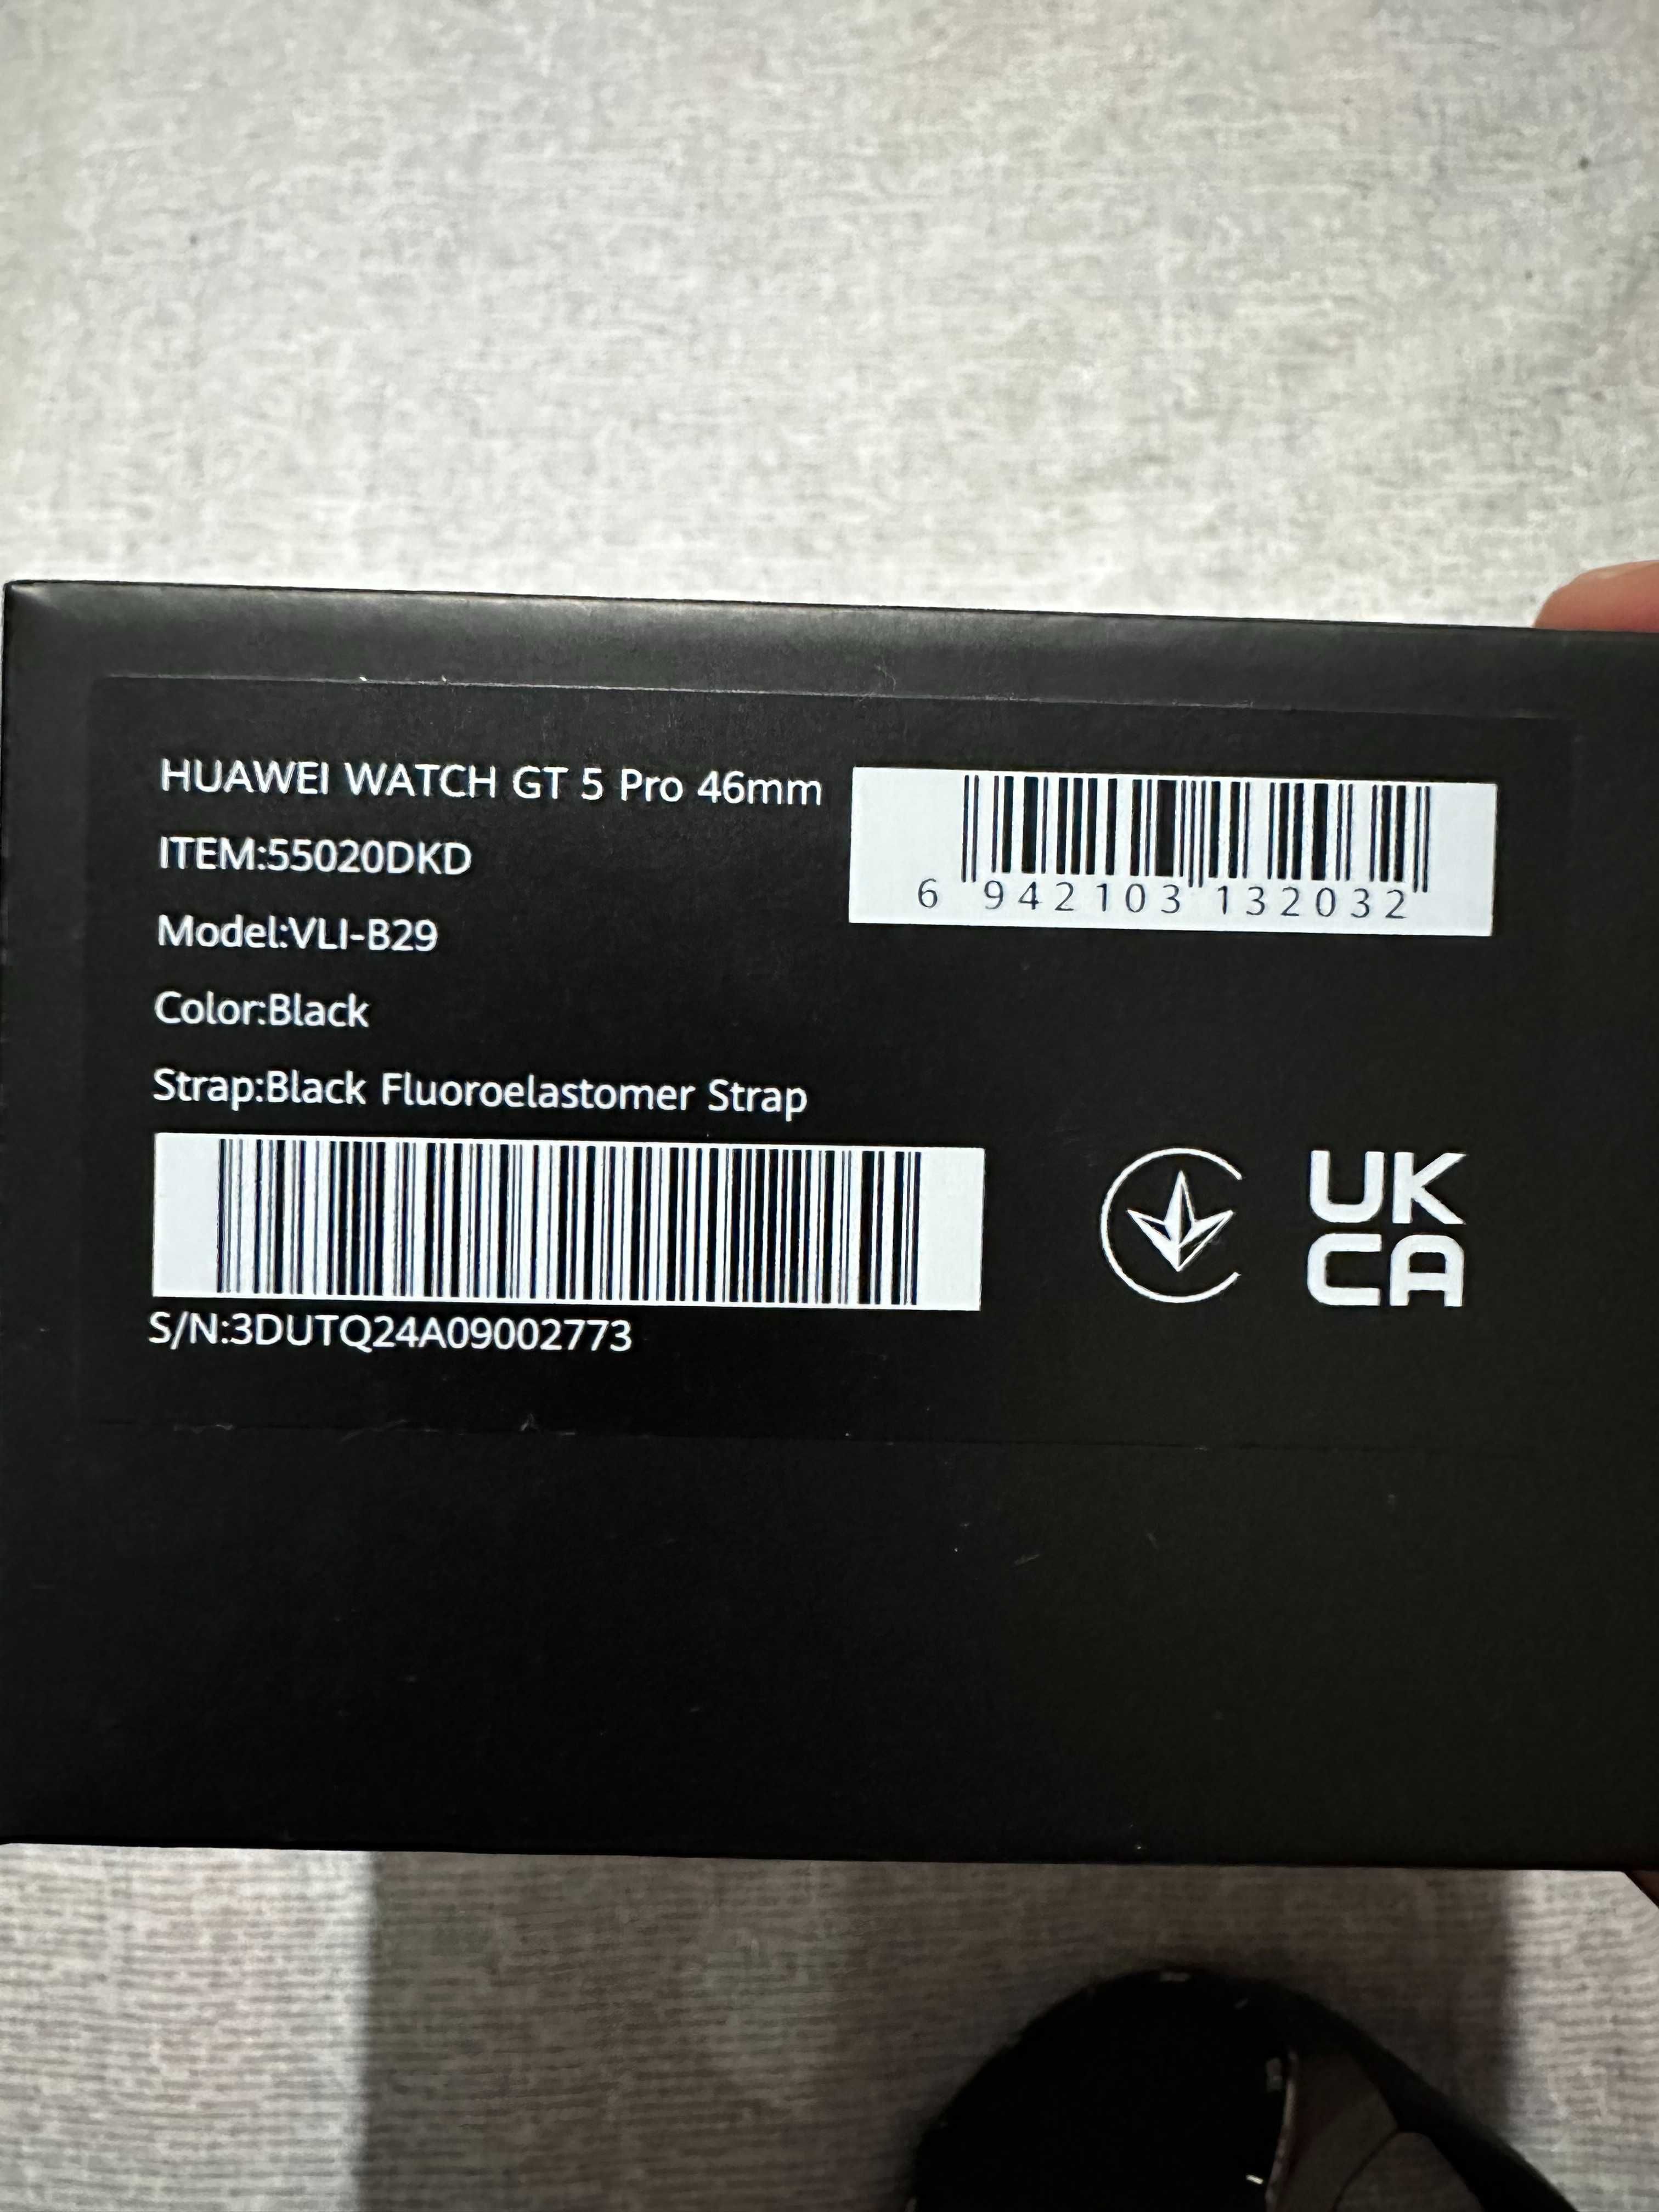 HUAWEI WATCH GT 5 Pro 46mm
ITEM:55020DKD
Model:VLI-B29
Color:Black
Strap:Black Fluoroelastomer Strap
S/N:3DUTQ24A09002773
6 942103 132032
UK
CA